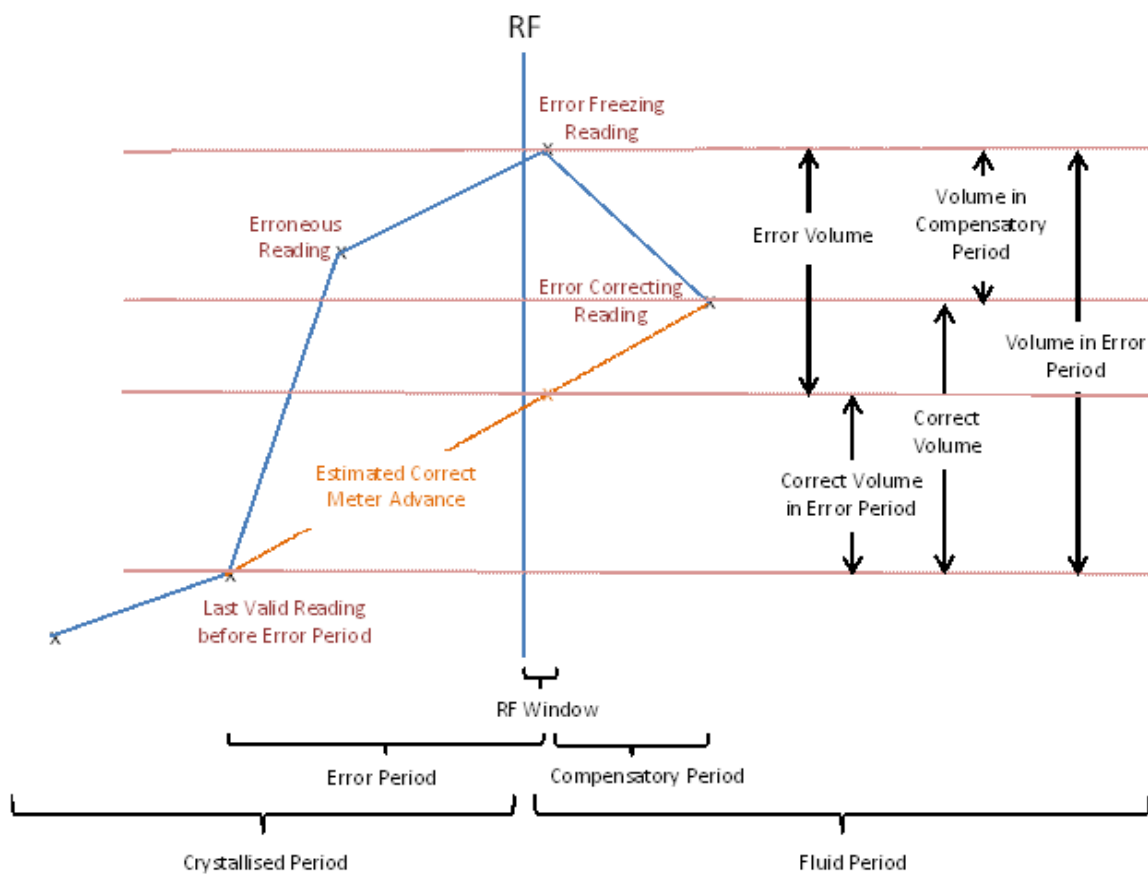 RF
Error Freezing
Reading
Erroneous
Reading
Error Volume
Volume in
Compensatory
Period
Error Correcting
Reading
Volume in Error
Period
Correct
Volume
Estimated Correct
Meter Advance
Correct Volume
in Error Period
Last Valid Reading
before Error Period
RF Window
Error Period
Compensatory Period
Crystallised Period
Fluid Period